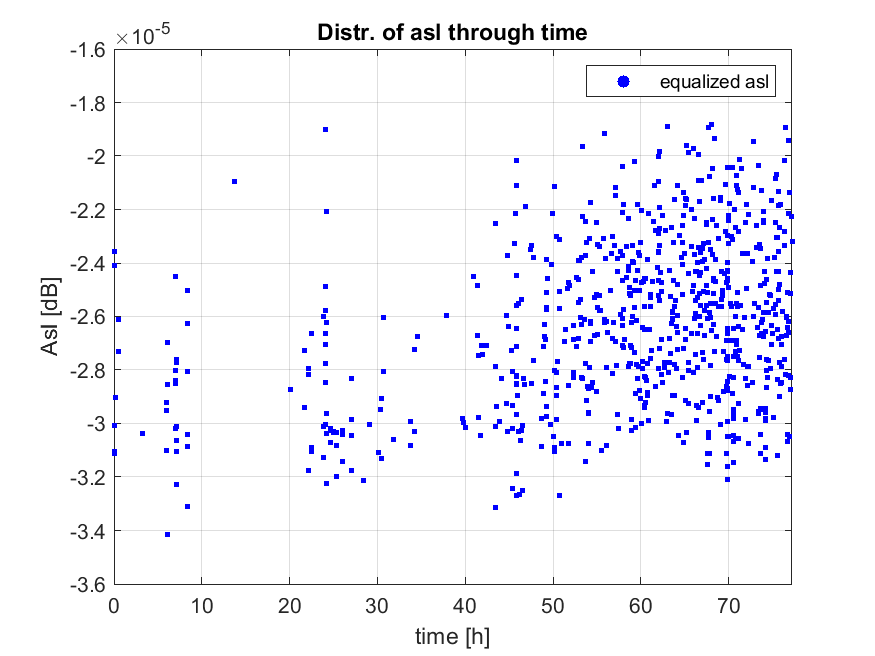 Distr. of asl through time
×10^-5
equalized asl
-1.6
-1.8
-2
-2.2
-2.4
-2.6
-2.8
-3
-3.2
-3.4
-3.6
Asl [dB]
0 10 20 30 40 50 60 70
time [h]